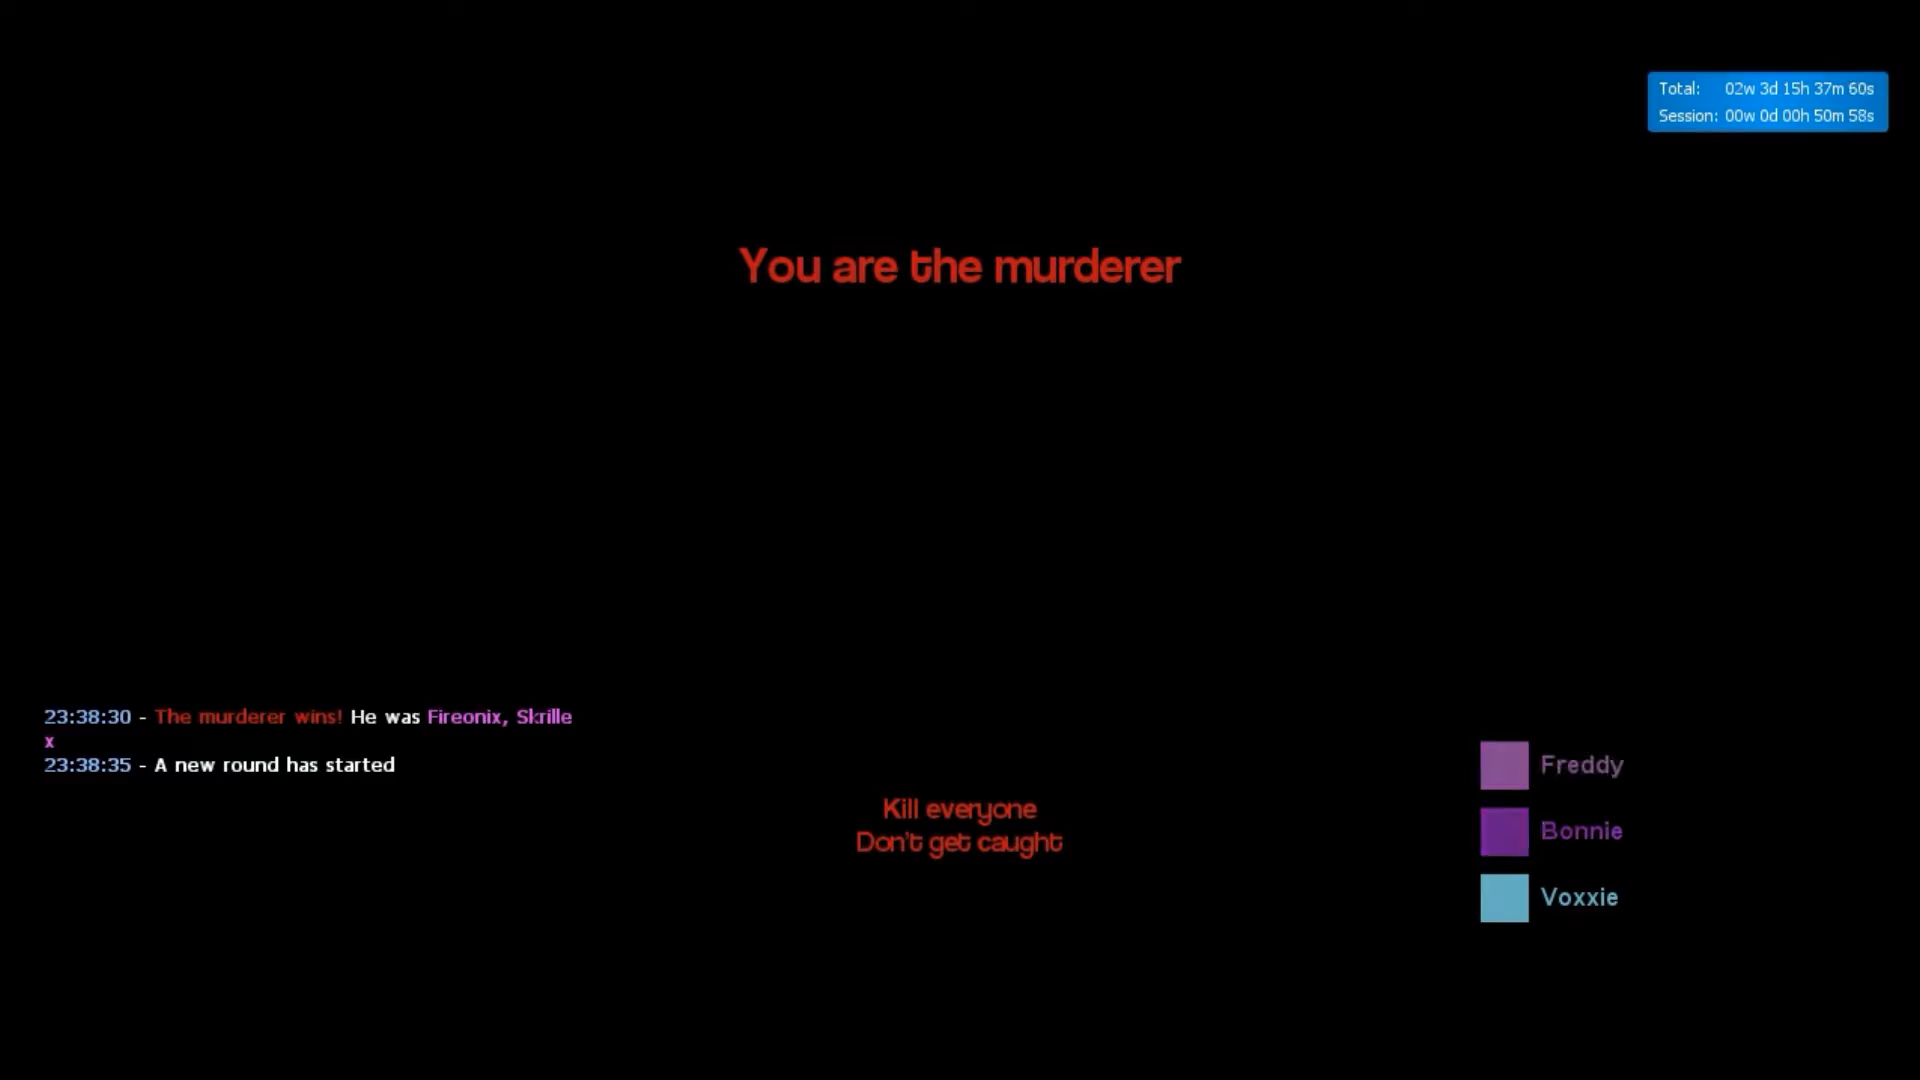 Total: 02w 3d 15h 37m 60s
Session: 00w 0d 00h 50m 58s
You are the murderer
23:38:30 - The murderer wins! He was Fireonix, Skrille
x
23:38:35 - A new round has started
Kill everyone
Don't get caught
Freddy
Bonnie
Voxxie